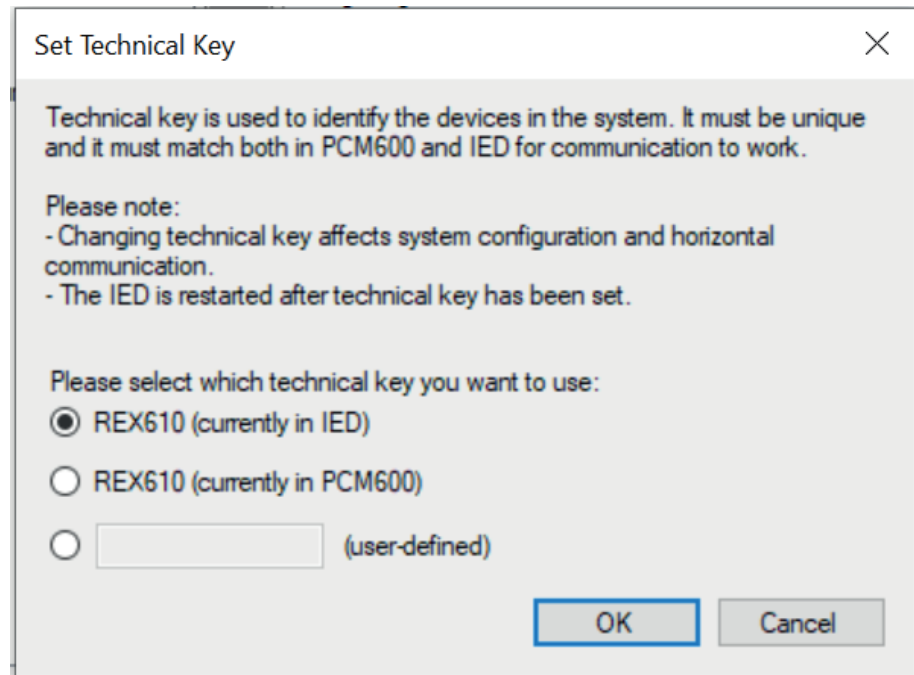 Set Technical Key
Technical key is used to identify the devices in the system. It must be unique
and it must match both in PCM600 and IED for communication to work.
Please note:
- Changing technical key affects system configuration and horizontal
communication.
- The IED is restarted after technical key has been set.
Please select which technical key you want to use:
REX610 (currently in IED)
REX610 (currently in PCM600)
(user-defined)
OK Cancel